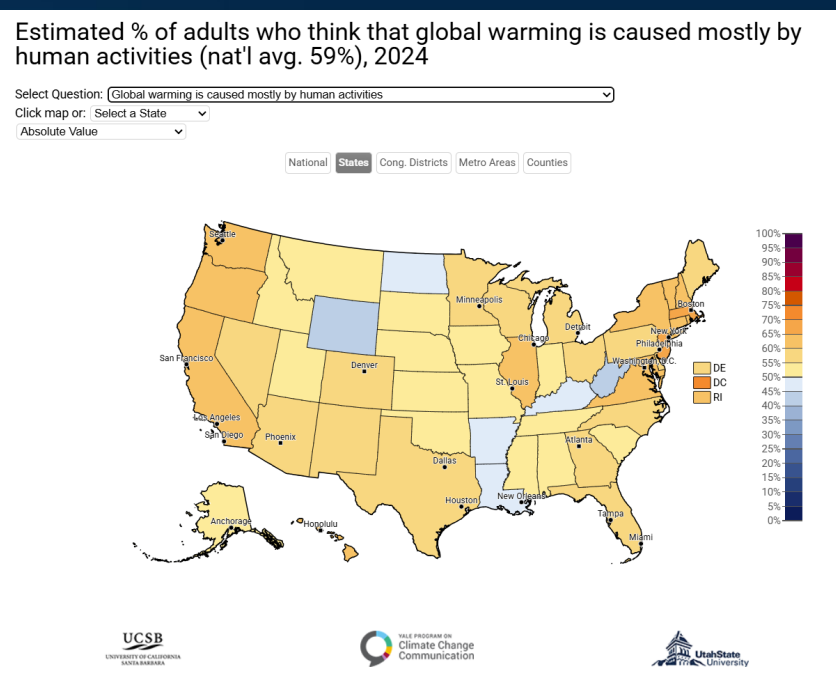 Estimated % of adults who think that global warming is caused mostly by
human activities (nat'l avg. 59%), 2024
Select Question: Global warming is caused mostly by human activities
Click map or: Select a State
Absolute Value
National States Cong. Districts Metro Areas Counties
Seattle
Minneapolis
Boston
Detroit
New York
Chicago
Philadelphia
San Francisco
Washington D.C.
Denver
St. Louis
Los Angeles
San Diego
Phoenix
Atlanta
Dallas
Houston
New Orleans
Tampa
Anchorage
Honolulu
Miami
DE
DC
RI
100%
95%
90%
85%
80%
75%
70%
65%
60%
55%
50%
45%
40%
35%
30%
25%
20%
15%
10%
5%
0%
UCSB
UNIVERSITY OF CALIFORNIA
SANTA BARBARA
YALE PROGRAM ON
Climate Change
Communication
UtahState
University